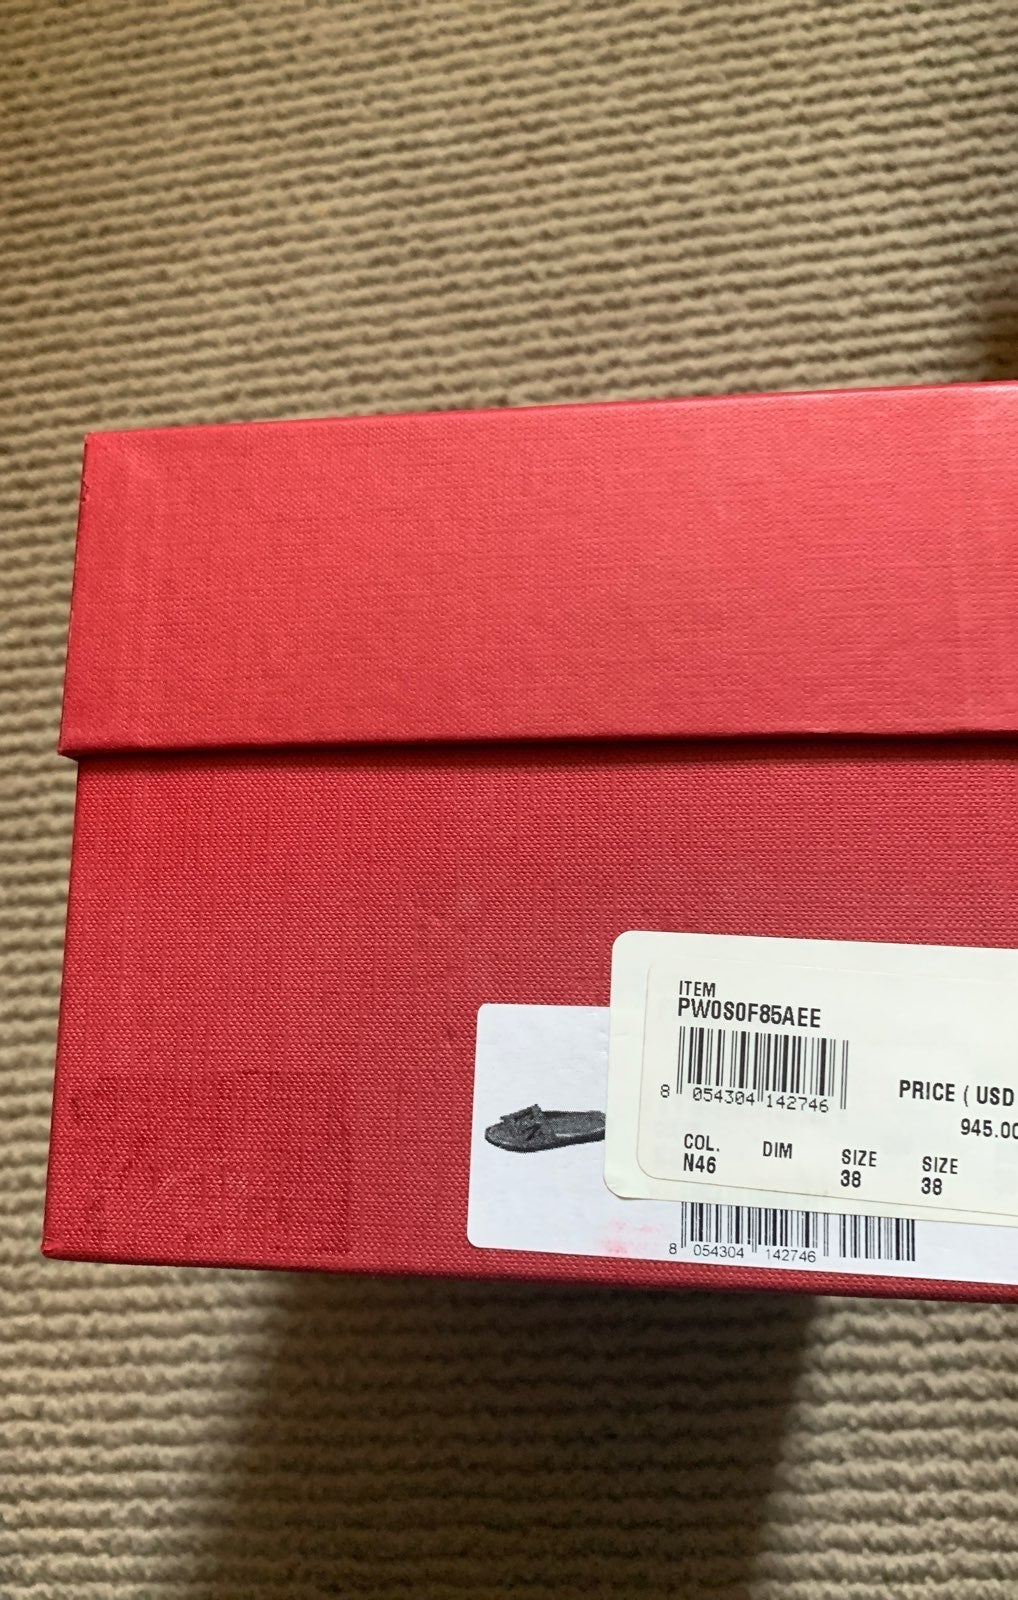 ITEM
PW0S0F85AEE
8 054304 142746
PRICE ( USD
945.00
COL. DIM SIZE SIZE
N46 38 38
8 054304 142746